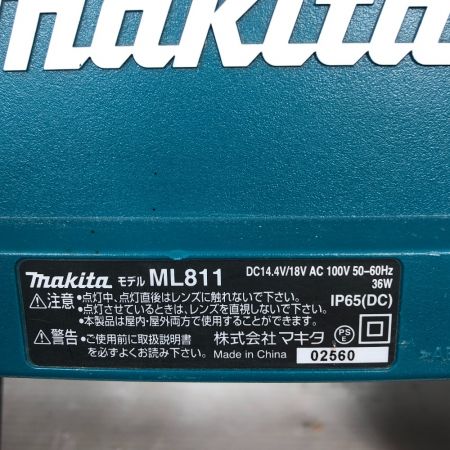 makita
makita モデル ML811 DC14.4V/18V AC 100V 50-60Hz
36W
⚠注意 •点灯中、点灯直後はレンズに触れないで下さい。
•点灯させているときは、レンズを直視しないで下さい。 IP65(DC)
•本製品は屋内・屋外両方で使用することができます。
⚠警告 •ご使用前に取扱説明書 株式会社 マキタ PSE
を必ずよくお読み下さい。 Made in China 02560